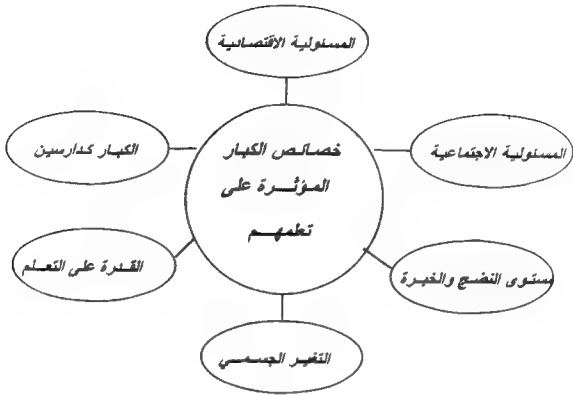 المسئولية الاقتصادية
الكبار كدارسين
خصائص الكبار
المؤثرة على
تعلمهم
المسئولية الاجتماعية
القدرة على التعلم
مستوى النضج والخبرة
التغير الجسمي